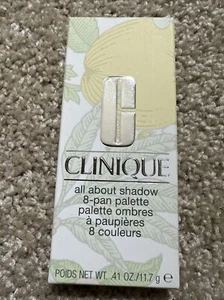 CLINIQUE
all about shadow
8-pan palette
palette ombres
à paupières
8 couleurs
POIDS NET WT. .41 OZ./11.7 g ℮